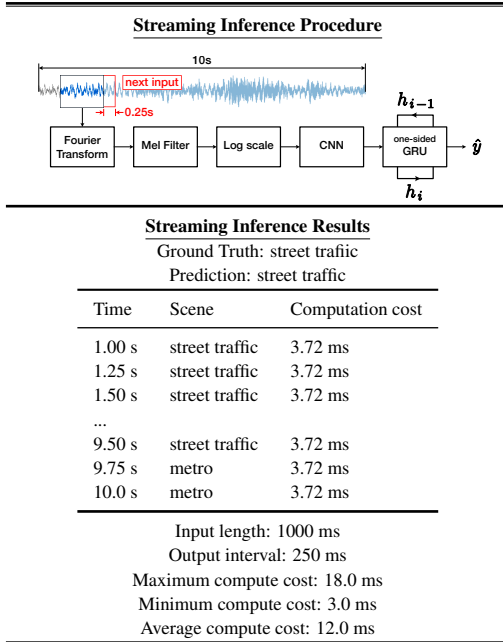 Streaming Inference Procedure
10s
next input
0.25s
Fourier
Transform
Mel Filter
Log scale
CNN
h_{i-1}
one-sided
GRU
h_i
ŷ
Streaming Inference Results
Ground Truth: street trafiic
Prediction: street traffic
Time Scene Computation cost
1.00 s street traffic 3.72 ms
1.25 s street traffic 3.72 ms
1.50 s street traffic 3.72 ms
...
9.50 s street traffic 3.72 ms
9.75 s metro 3.72 ms
10.0 s metro 3.72 ms
Input length: 1000 ms
Output interval: 250 ms
Maximum compute cost: 18.0 ms
Minimum compute cost: 3.0 ms
Average compute cost: 12.0 ms